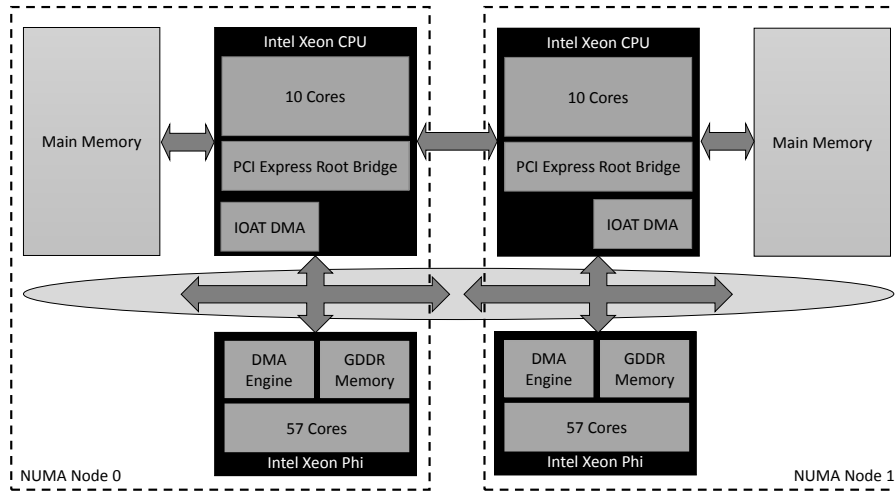 Intel Xeon CPU
10 Cores
Main Memory
PCI Express Root Bridge
IOAT DMA
Intel Xeon CPU
10 Cores
PCI Express Root Bridge
Main Memory
IOAT DMA
DMA
Engine
GDDR
Memory
57 Cores
Intel Xeon Phi
NUMA Node 0
DMA
Engine
GDDR
Memory
57 Cores
Intel Xeon Phi
NUMA Node 1